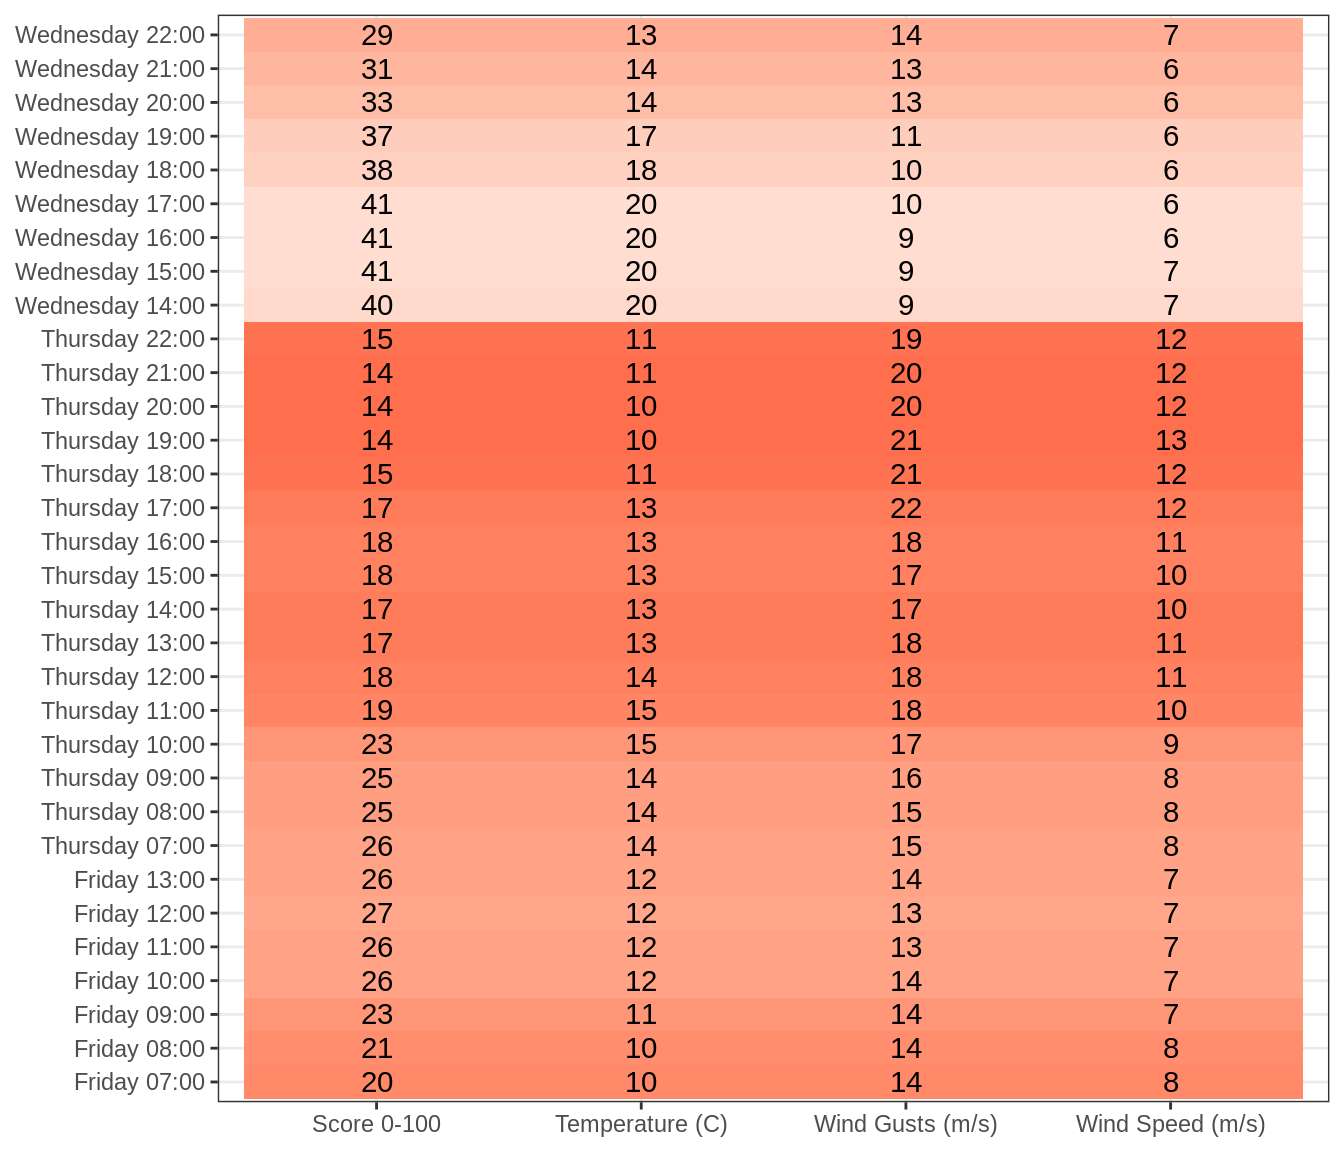 Wednesday 22:00 29 13 14 7
Wednesday 21:00 31 14 13 6
Wednesday 20:00 33 14 13 6
Wednesday 19:00 37 17 11 6
Wednesday 18:00 38 18 10 6
Wednesday 17:00 41 20 10 6
Wednesday 16:00 41 20 9 6
Wednesday 15:00 41 20 9 7
Wednesday 14:00 40 20 9 7
Thursday 22:00 15 11 19 12
Thursday 21:00 14 11 20 12
Thursday 20:00 14 10 20 12
Thursday 19:00 14 10 21 13
Thursday 18:00 15 11 21 12
Thursday 17:00 17 13 22 12
Thursday 16:00 18 13 18 11
Thursday 15:00 18 13 17 10
Thursday 14:00 17 13 17 10
Thursday 13:00 17 13 18 11
Thursday 12:00 18 14 18 11
Thursday 11:00 19 15 18 10
Thursday 10:00 23 15 17 9
Thursday 09:00 25 14 16 8
Thursday 08:00 25 14 15 8
Thursday 07:00 26 14 15 8
Friday 13:00 26 12 14 7
Friday 12:00 27 12 13 7
Friday 11:00 26 12 13 7
Friday 10:00 26 12 14 7
Friday 09:00 23 11 14 7
Friday 08:00 21 10 14 8
Friday 07:00 20 10 14 8
Score 0-100 Temperature (C) Wind Gusts (m/s) Wind Speed (m/s)